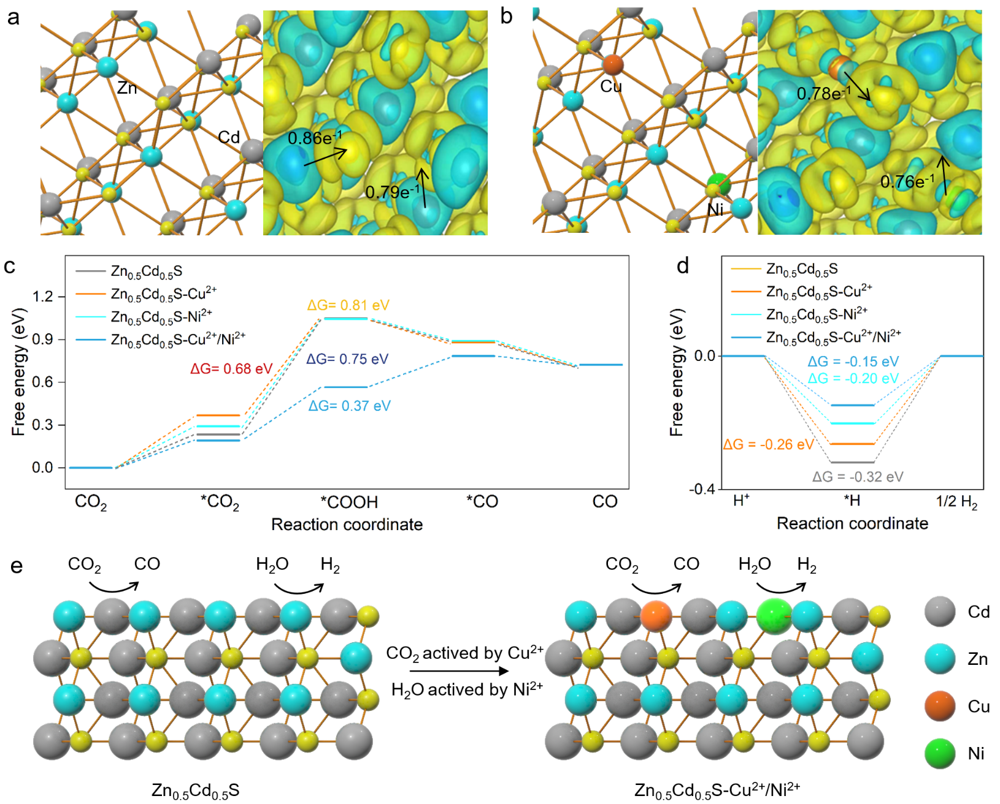 a
Zn
Cd
0.86e⁻¹
0.79e⁻¹
b
Cu
Ni
0.78e⁻¹
0.76e⁻¹
c
Free energy (eV)
1.2
0.9
0.6
0.3
0.0
Zn₀.₅Cd₀.₅S
Zn₀.₅Cd₀.₅S-Cu²⁺
Zn₀.₅Cd₀.₅S-Ni²⁺
Zn₀.₅Cd₀.₅S-Cu²⁺/Ni²⁺
ΔG= 0.81 eV
ΔG= 0.68 eV
ΔG= 0.75 eV
ΔG= 0.37 eV
CO₂ *CO₂ *COOH *CO CO
Reaction coordinate
d
Free energy (eV)
0.0
-0.4
Zn₀.₅Cd₀.₅S
Zn₀.₅Cd₀.₅S-Cu²⁺
Zn₀.₅Cd₀.₅S-Ni²⁺
Zn₀.₅Cd₀.₅S-Cu²⁺/Ni²⁺
ΔG = -0.15 eV
ΔG = -0.20 eV
ΔG = -0.26 eV
ΔG = -0.32 eV
H⁺ *H 1/2 H₂
Reaction coordinate
e
CO₂ CO H₂O H₂
CO₂ actived by Cu²⁺
H₂O actived by Ni²⁺
CO₂ CO H₂O H₂
Cd
Zn
Cu
Ni
Zn₀.₅Cd₀.₅S
Zn₀.₅Cd₀.₅S-Cu²⁺/Ni²⁺